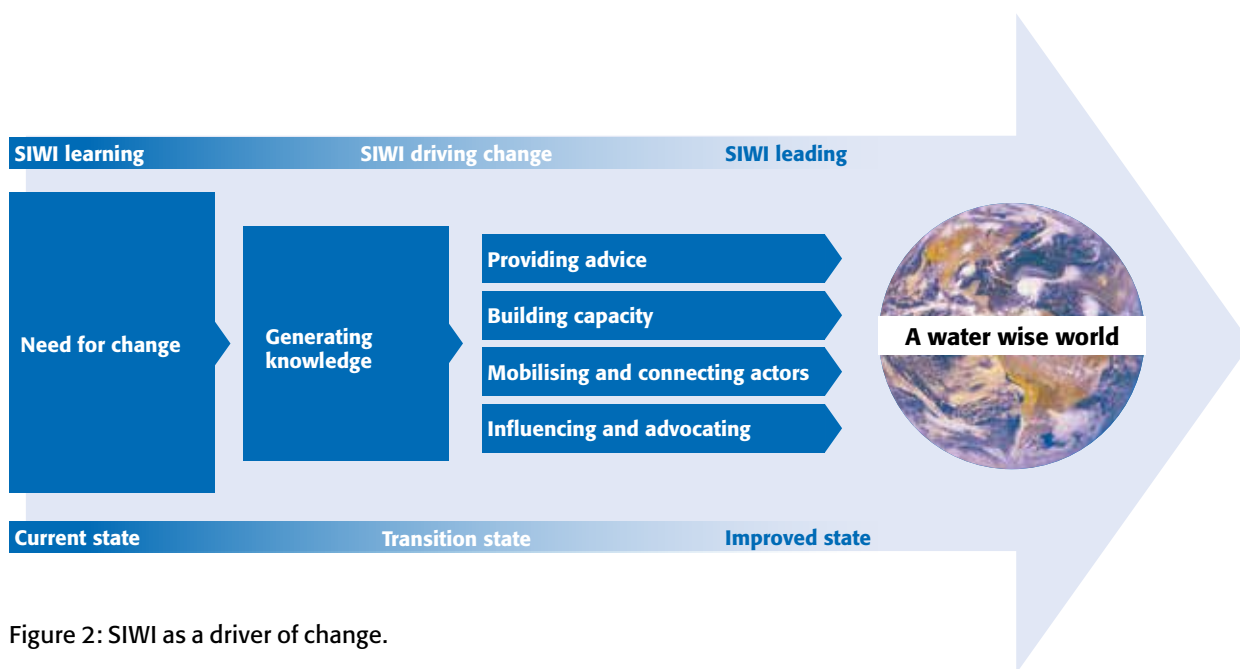 SIWI learning
SIWI driving change
SIWI leading
Need for change
Generating
knowledge
Providing advice
Building capacity
Mobilising and connecting actors
Influencing and advocating
A water wise world
Current state
Transition state
Improved state
Figure 2: SIWI as a driver of change.